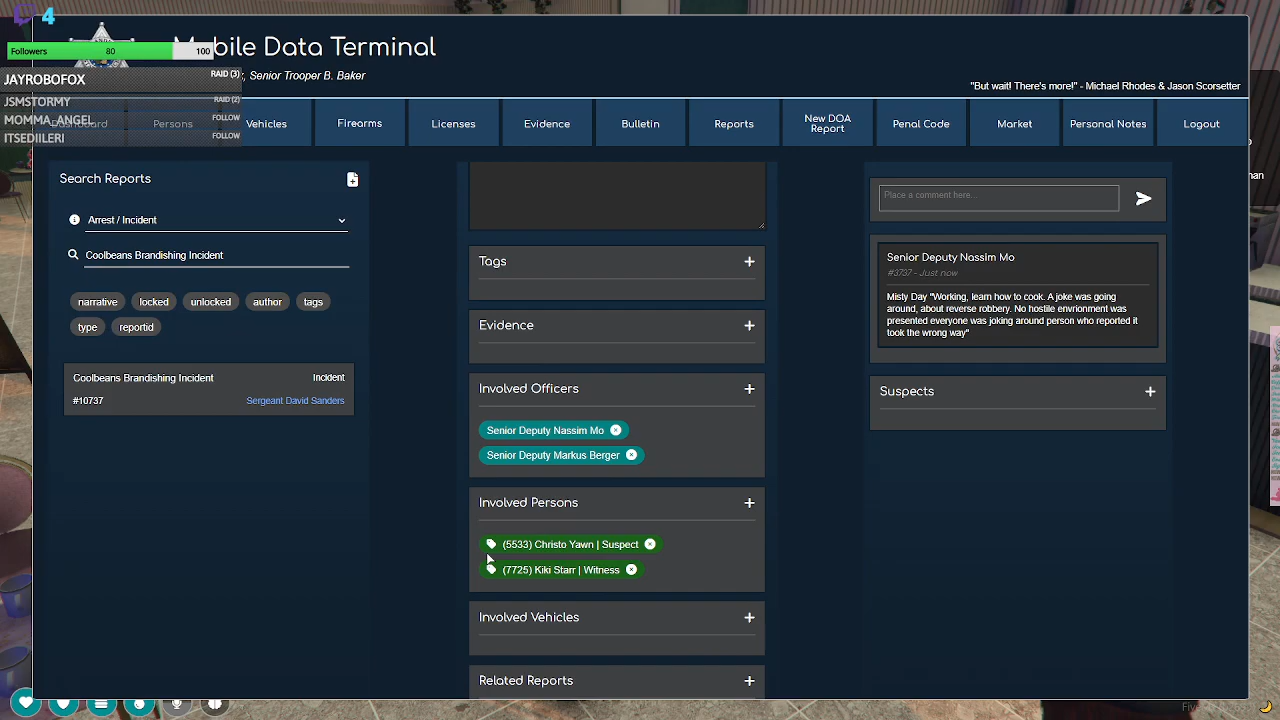 4
Mobile Data Terminal
Followers 80 100
, Senior Trooper B. Baker
JAYROBOFOX RAID (3)
"But wait! There's more!" - Michael Rhodes & Jason Scorsetter
JSMSTORMY RAID (2)
MOMMA_ANGEL FOLLOW
ITSEDIILERI FOLLOW
Dashboard
Persons
Vehicles
Firearms
Licenses
Evidence
Bulletin
Reports
New DOA
Report
Penal Code
Market
Personal Notes
Logout
Search Reports
Arrest / Incident
Coolbeans Brandishing Incident
narrative locked unlocked author tags
type reportid
Coolbeans Brandishing Incident Incident
#10737 Sergeant David Sanders
Tags
Evidence
Involved Officers
Senior Deputy Nassim Mo
Senior Deputy Markus Berger
Involved Persons
(5533) Christo Yawn | Suspect
(7725) Kiki Starr | Witness
Involved Vehicles
Related Reports
Place a comment here...
Senior Deputy Nassim Mo
#3737 - Just now
Misty Day "Working, learn how to cook. A joke was going
around, about reverse robbery. No hostile envrionment was
presented everyone was joking around person who reported it
took the wrong way"
Suspects